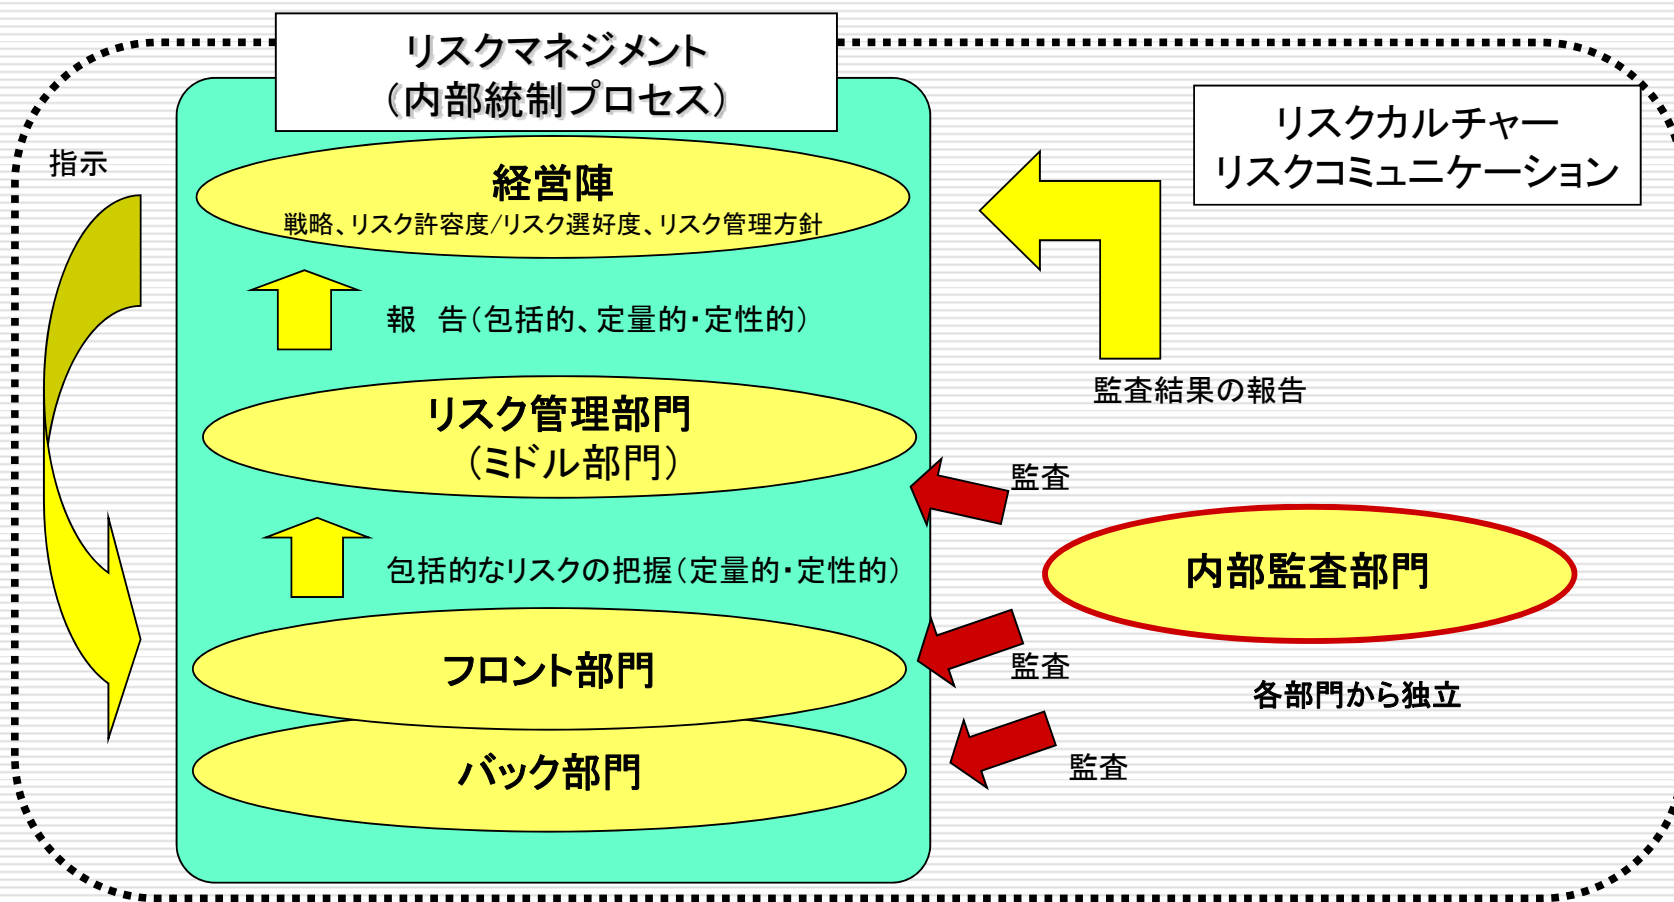 リスクマネジメント
（内部統制プロセス）
リスクカルチャー
リスクコミュニケーション
指示
経営陣
戦略、リスク許容度/リスク選好度、リスク管理方針
報　告（包括的、定量的・定性的）
監査結果の報告
リスク管理部門
（ミドル部門）
監査
包括的なリスクの把握（定量的・定性的）
内部監査部門
フロント部門
監査
各部門から独立
バック部門
監査